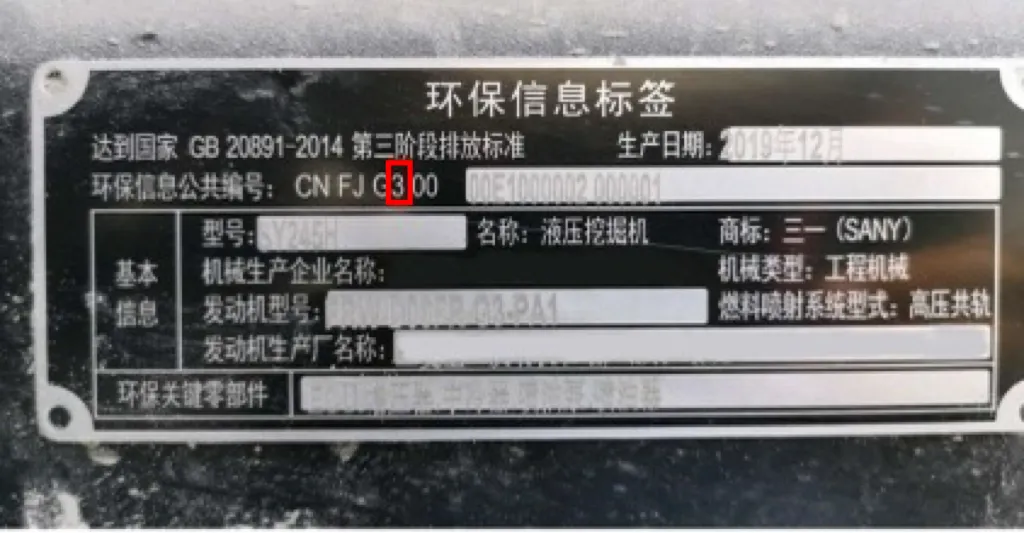 环保信息标签
达到国家 GB 20891-2014 第三阶段排放标准 生产日期: 2019年12月
环保信息公共编号: CN FJ G3 00 00E1000002 000001
型号: SY245H 名称: 液压挖掘机 商标: 三一 (SANY)
基本信息
机械生产企业名称: 机械类型: 工程机械
发动机型号: G3-PA1 燃料喷射系统型式: 高压共轨
发动机生产厂名称:
环保关键零部件